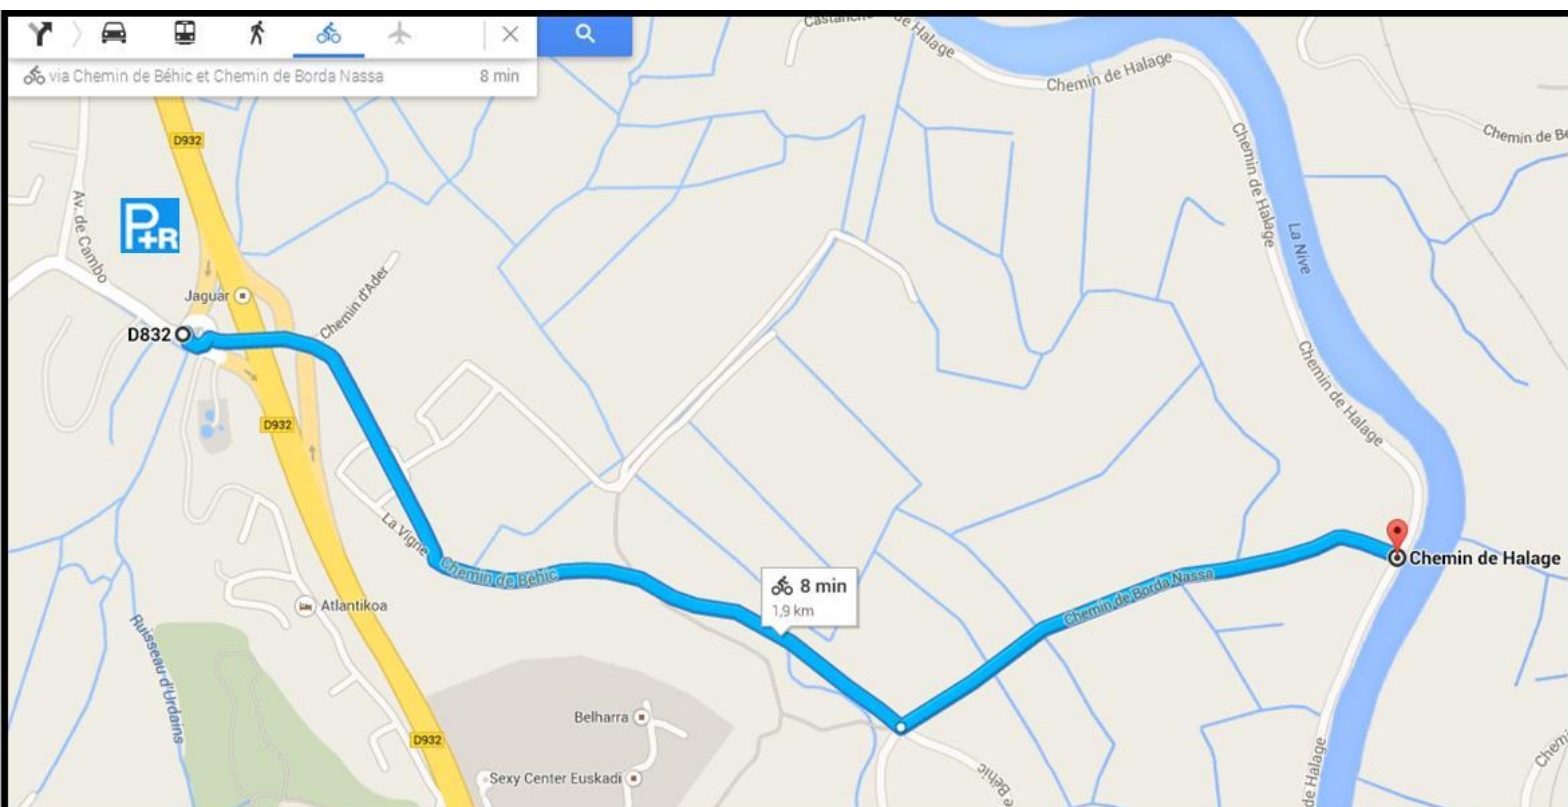 via Chemin de Béhic et Chemin de Borda Nassa 8 min
Castanche
de Halage
Chemin de Halage
Chemin de Be
D932
Chemin de Halage
Chemin de Halage
La Nive
P+R
Av. de Cambo
Jaguar
Chemin d'Ader
D832
D932
Chemin de Halage
La Vigne
Chemin de Béhic
8 min
1,9 km
Chemin de Borda Nassa
Chemin de Halage
Atlantikoa
Ruisseau d'Urdains
Belharra
D932
Sexy Center Euskadi
e Béhic
de Halage
Chemi